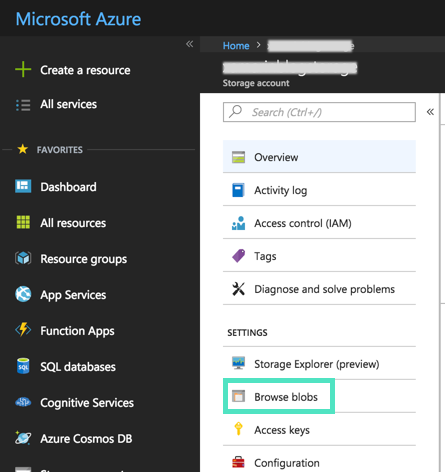 Microsoft Azure
Create a resource
All services
FAVORITES
Dashboard
All resources
Resource groups
App Services
Function Apps
SQL databases
Cognitive Services
Azure Cosmos DB
Home
Storage account
Search (Ctrl+/)
Overview
Activity log
Access control (IAM)
Tags
Diagnose and solve problems
SETTINGS
Storage Explorer (preview)
Browse blobs
Access keys
Configuration